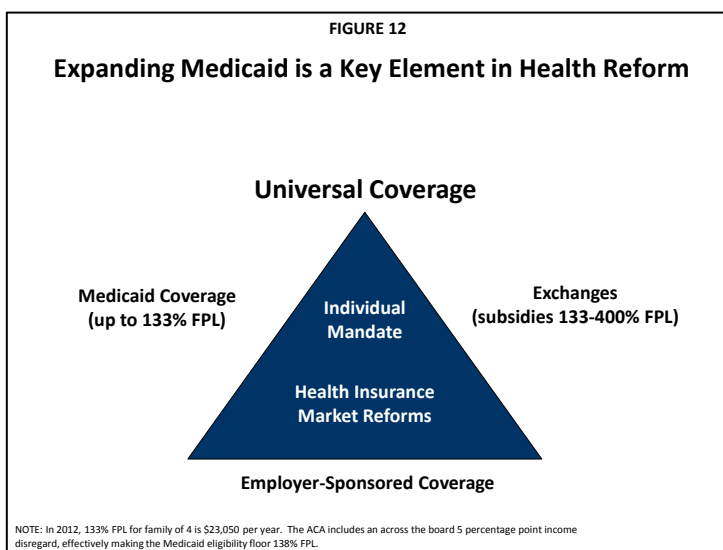 FIGURE 12
Expanding Medicaid is a Key Element in Health Reform
Universal Coverage
Medicaid Coverage
(up to 133% FPL)
Individual
Mandate
Exchanges
(subsidies 133-400% FPL)
Health Insurance
Market Reforms
Employer-Sponsored Coverage
NOTE: In 2012, 133% FPL for family of 4 is $23,050 per year. The ACA includes an across the board 5 percentage point income
disregard, effectively making the Medicaid eligibility floor 138% FPL.